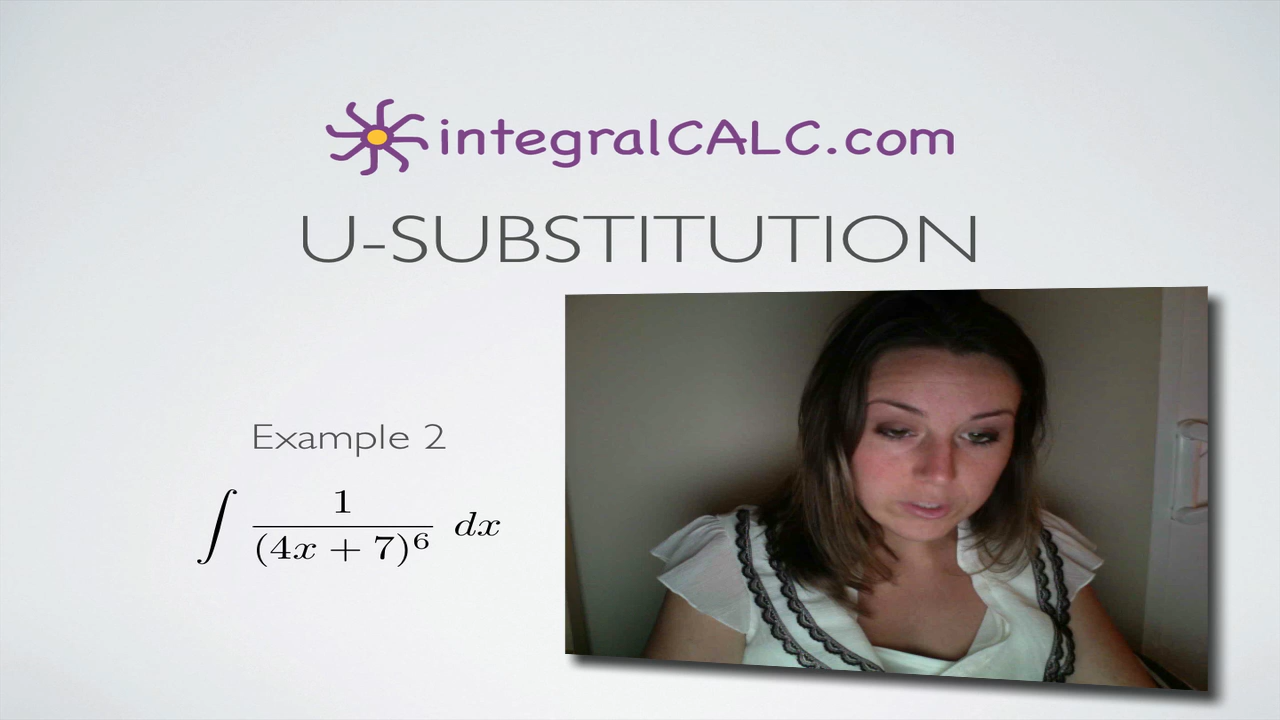 integralCALC.com
U-SUBSTITUTION
Example 2
∫ 1/(4x + 7)⁶ dx